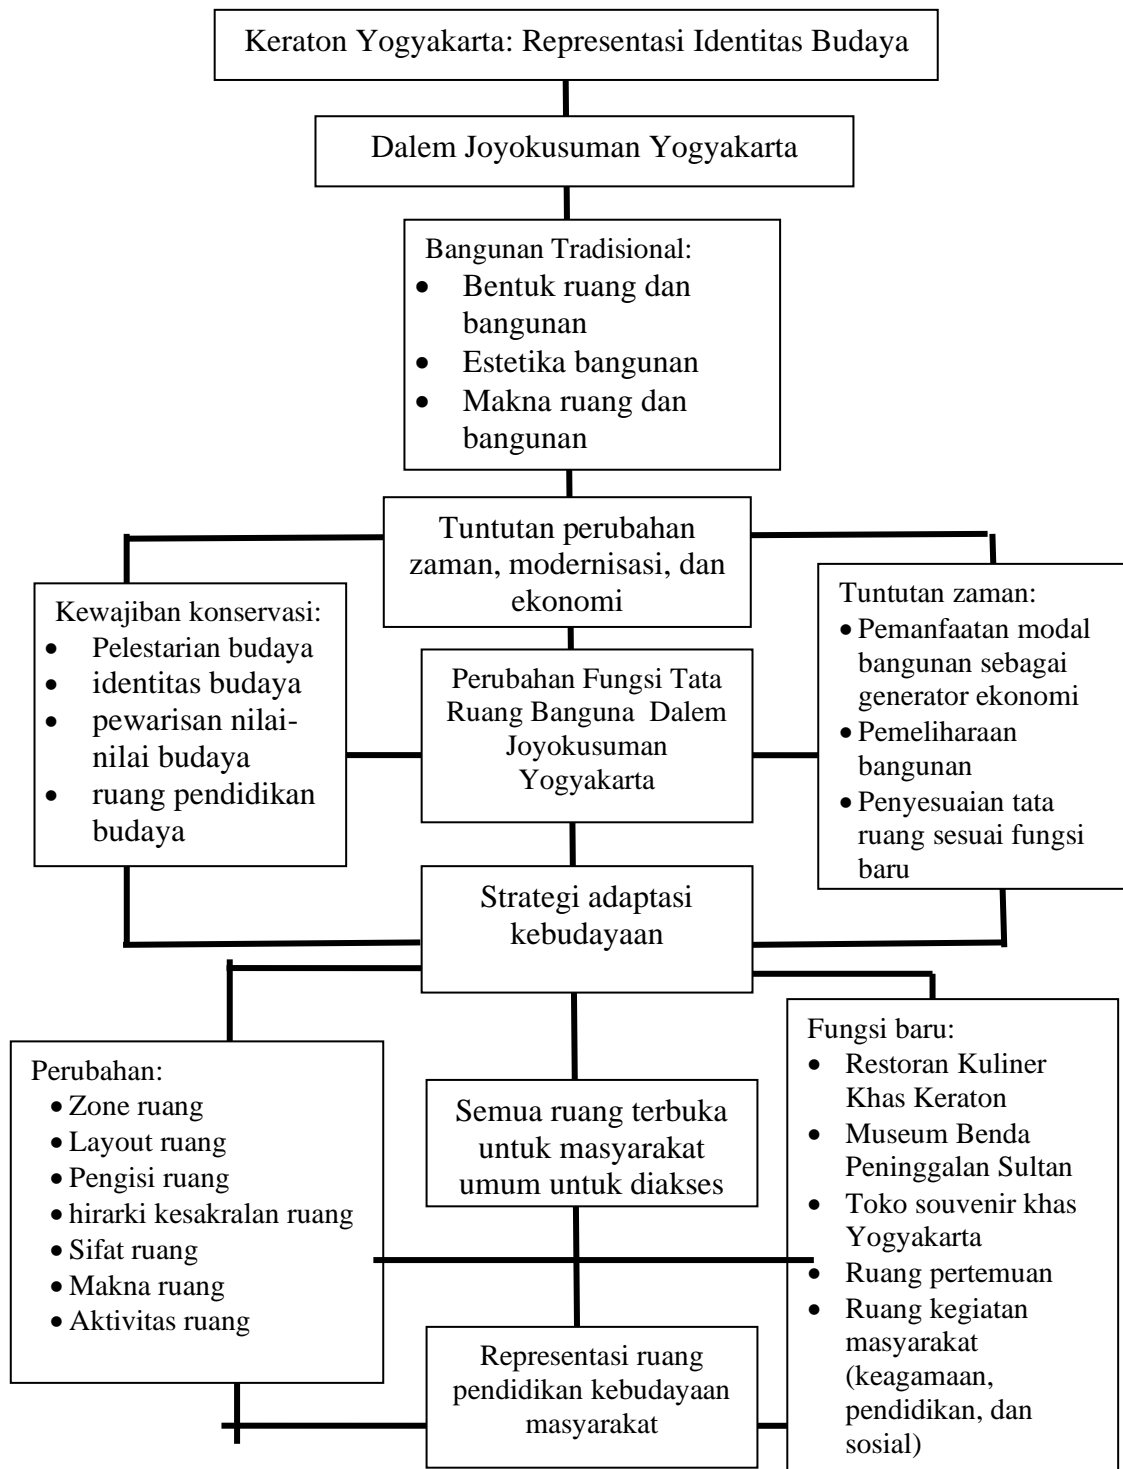 Keraton Yogyakarta: Representasi Identitas Budaya
Dalem Joyokusuman Yogyakarta
Bangunan Tradisional:
• Bentuk ruang dan
bangunan
• Estetika bangunan
• Makna ruang dan
bangunan
Tuntutan perubahan
zaman, modernisasi, dan
ekonomi
Kewajiban konservasi:
• Pelestarian budaya
• identitas budaya
• pewarisan nilai-
nilai budaya
• ruang pendidikan
budaya
Perubahan Fungsi Tata
Ruang Banguna Dalem
Joyokusuman
Yogyakarta
Tuntutan zaman:
• Pemanfaatan modal
bangunan sebagai
generator ekonomi
• Pemeliharaan
bangunan
• Penyesuaian tata
ruang sesuai fungsi
baru
Strategi adaptasi
kebudayaan
Perubahan:
• Zone ruang
• Layout ruang
• Pengisi ruang
• hirarki kesakralan ruang
• Sifat ruang
• Makna ruang
• Aktivitas ruang
Semua ruang terbuka
untuk masyarakat
umum untuk diakses
Fungsi baru:
• Restoran Kuliner
Khas Keraton
• Museum Benda
Peninggalan Sultan
• Toko souvenir khas
Yogyakarta
• Ruang pertemuan
• Ruang kegiatan
masyarakat
(keagamaan,
pendidikan, dan
sosial)
Representasi ruang
pendidikan kebudayaan
masyarakat